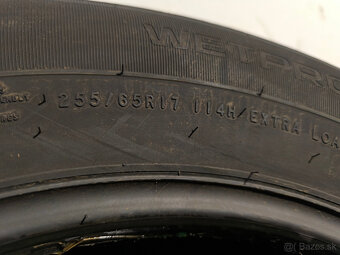 WETPRO
255/65R17 114H/EXTRA LOA
© Bazos.sk